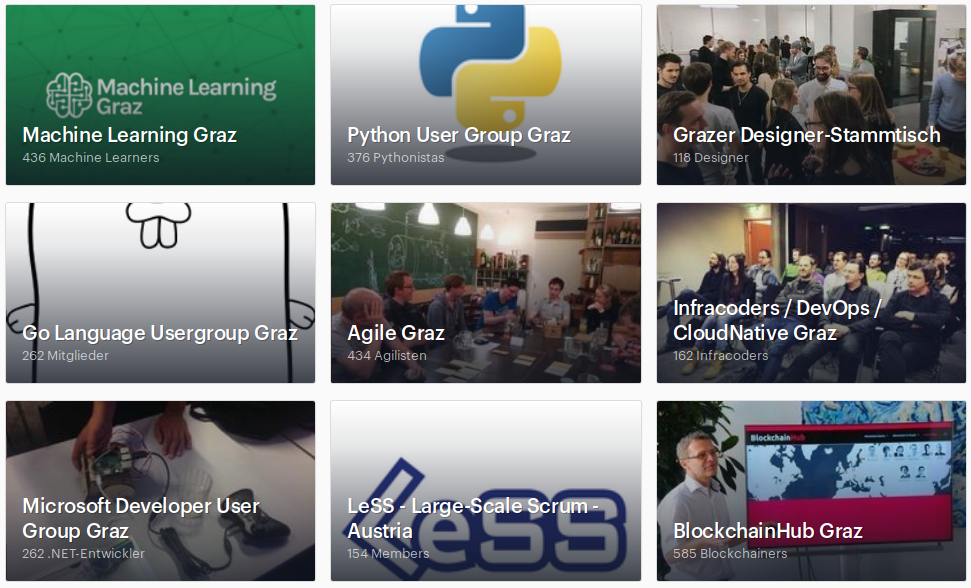 Machine Learning
Graz
Machine Learning Graz
436 Machine Learners
Python User Group Graz
376 Pythonistas
Grazer Designer-Stammtisch
118 Designer
Go Language Usergroup Graz
262 Mitglieder
Agile Graz
434 Agilisten
Infracoders / DevOps /
CloudNative Graz
162 Infracoders
Microsoft Developer User
Group Graz
262 .NET-Entwickler
LeSS
LeSS - Large-Scale Scrum -
Austria
154 Members
BlockchainHub
BlockchainHub Graz
585 Blockchainers